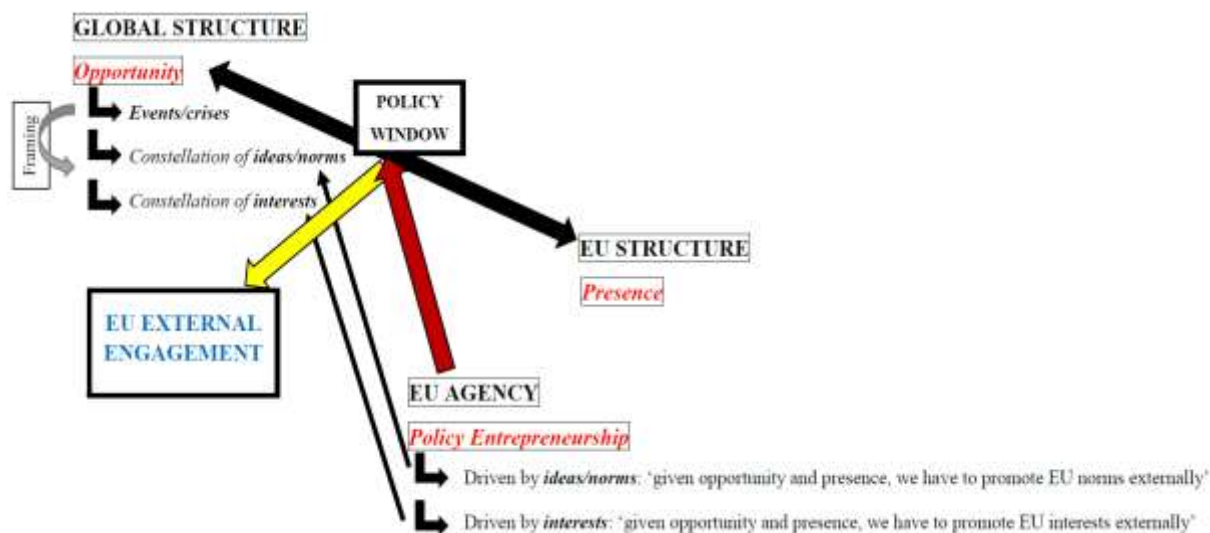 GLOBAL STRUCTURE
Opportunity
Events/crises
Constellation of ideas/norms
Constellation of interests
Framing
POLICY
WINDOW
EU STRUCTURE
Presence
EU EXTERNAL
ENGAGEMENT
EU AGENCY
Policy Entrepreneurship
Driven by ideas/norms: ‘given opportunity and presence, we have to promote EU norms externally’
Driven by interests: ‘given opportunity and presence, we have to promote EU interests externally’